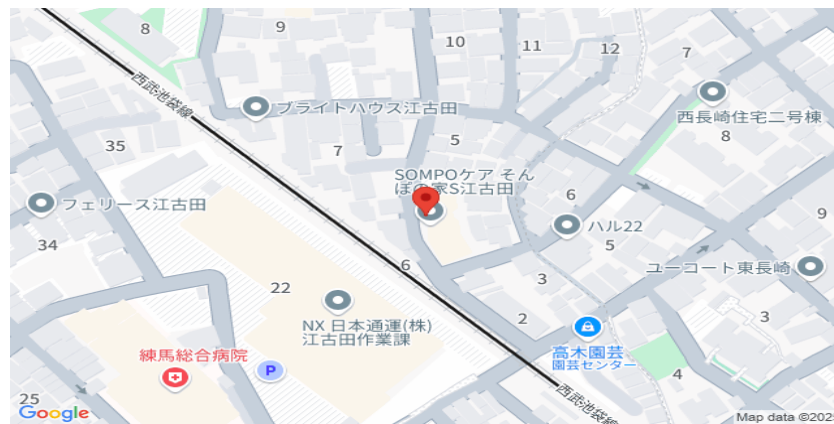 8
9
10
11
12
7
西武池袋線
ブライトハウス江古田
西長崎住宅二号棟
8
35
7
5
SOMPOケア そん
ぽの家S江古田
フェリース江古田
6
ハル22
9
34
5
ユーコート東長崎
6
3
22
NX 日本通運(株)
江古田作業課
2
3
高木園芸
園芸センター
練馬総合病院
P
4
25
西武池袋線
Google
Map data ©202